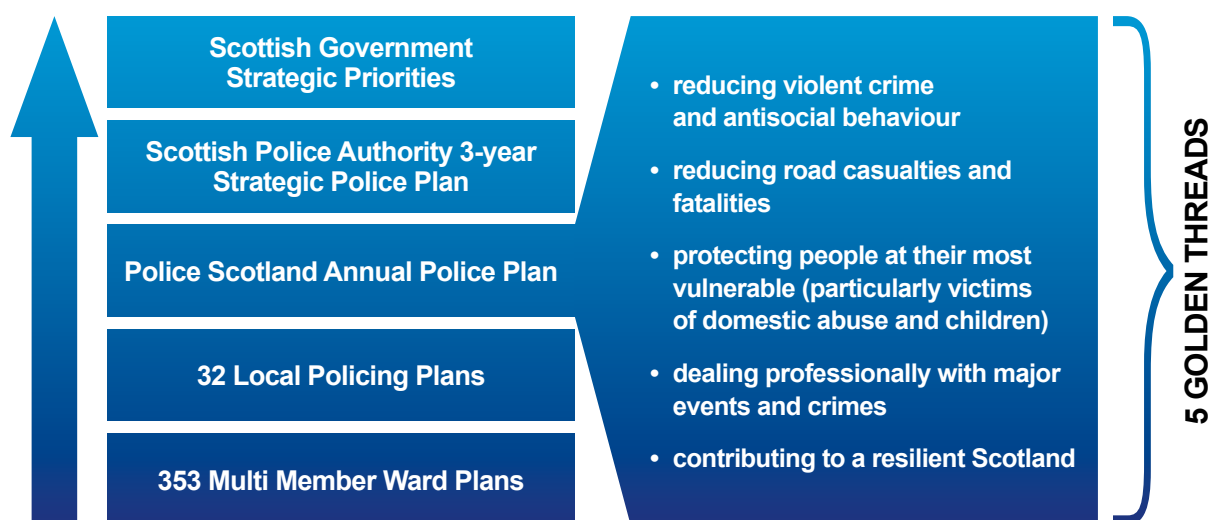 Scottish Government
Strategic Priorities
Scottish Police Authority 3-year
Strategic Police Plan
Police Scotland Annual Police Plan
32 Local Policing Plans
353 Multi Member Ward Plans
• reducing violent crime
and antisocial behaviour
• reducing road casualties and
fatalities
• protecting people at their most
vulnerable (particularly victims
of domestic abuse and children)
• dealing professionally with major
events and crimes
• contributing to a resilient Scotland
5 GOLDEN THREADS